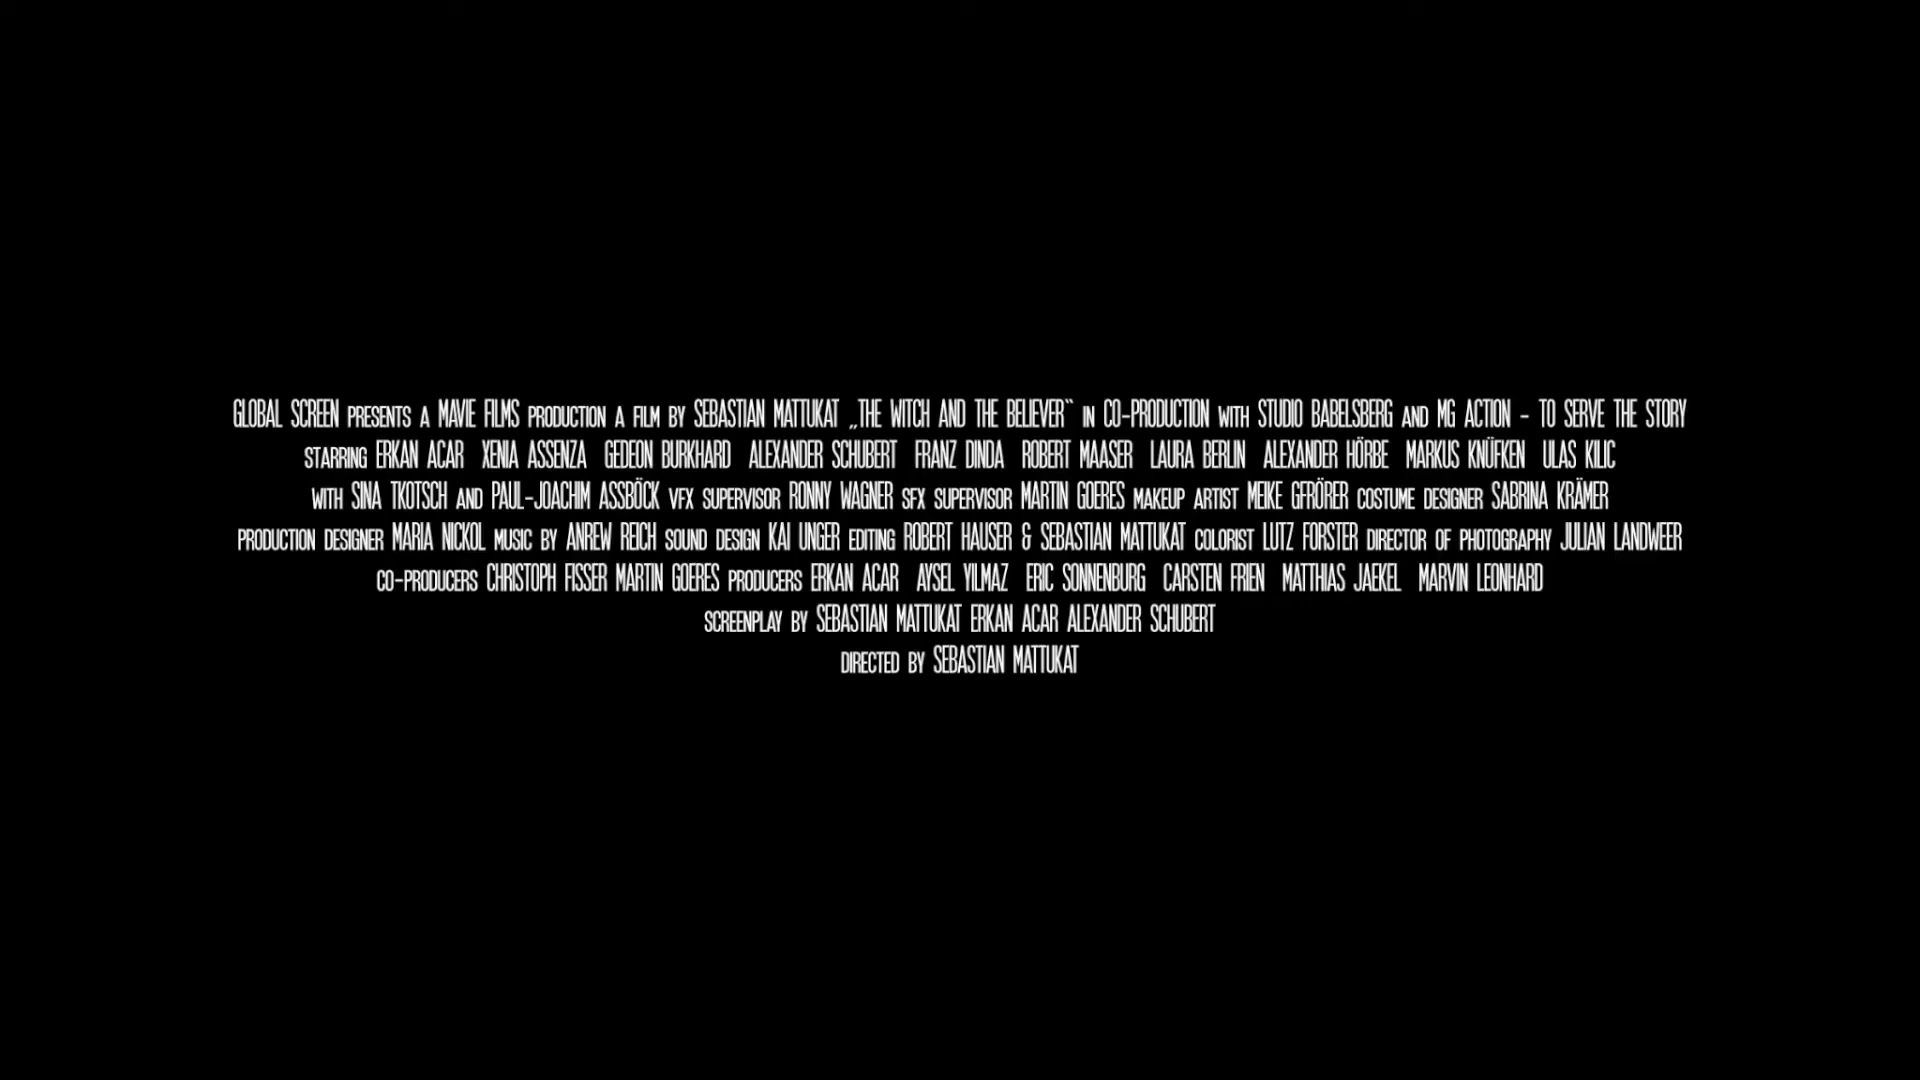 GLOBAL SCREEN PRESENTS A MAVIE FILMS PRODUCTION A FILM BY SEBASTIAN MATTUKAT „THE WITCH AND THE BELIEVER“ IN CO-PRODUCTION WITH STUDIO BABELSBERG AND MG ACTION - TO SERVE THE STORY
STARRING ERKAN ACAR XENIA ASSENZA GEDEON BURKHARD ALEXANDER SCHUBERT FRANZ DINDA ROBERT MAASER LAURA BERLIN ALEXANDER HÖRBE MARKUS KNÜFKEN ULAS KILIC
WITH SINA TKOTSCH AND PAUL-JOACHIM ASSBÖCK VFX SUPERVISOR RONNY WAGNER SFX SUPERVISOR MARTIN GOERES MAKEUP ARTIST MEIKE GFRÖRER COSTUME DESIGNER SABRINA KRÄMER
PRODUCTION DESIGNER MARIA NICKOL MUSIC BY ANREW REICH SOUND DESIGN KAI UNGER EDITING ROBERT HAUSER & SEBASTIAN MATTUKAT COLORIST LUTZ FORSTER DIRECTOR OF PHOTOGRAPHY JULIAN LANDWEER
CO-PRODUCERS CHRISTOPH FISSER MARTIN GOERES PRODUCERS ERKAN ACAR AYSEL YILMAZ ERIC SONNENBURG CARSTEN FRIEN MATTHIAS JAEKEL MARVIN LEONHARD
SCREENPLAY BY SEBASTIAN MATTUKAT ERKAN ACAR ALEXANDER SCHUBERT
DIRECTED BY SEBASTIAN MATTUKAT